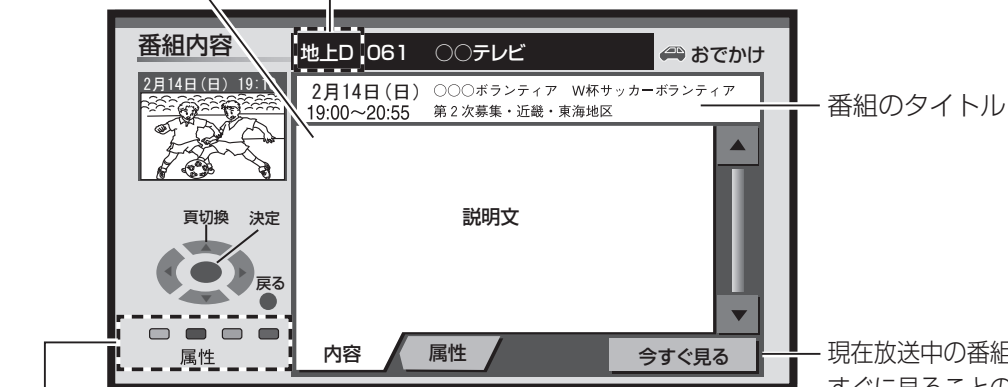 番組内容
地上D 061 ○○テレビ
おでかけ
2月14日(日) 19:1
2月14日(日) ○○○ボランティア W杯サッカーボランティア
19:00〜20:55 第2次募集・近畿・東海地区
番組のタイトル
説明文
頁切換 決定
戻る
属性
内容 属性 今すぐ見る
現在放送中の番組
すぐに見ることの